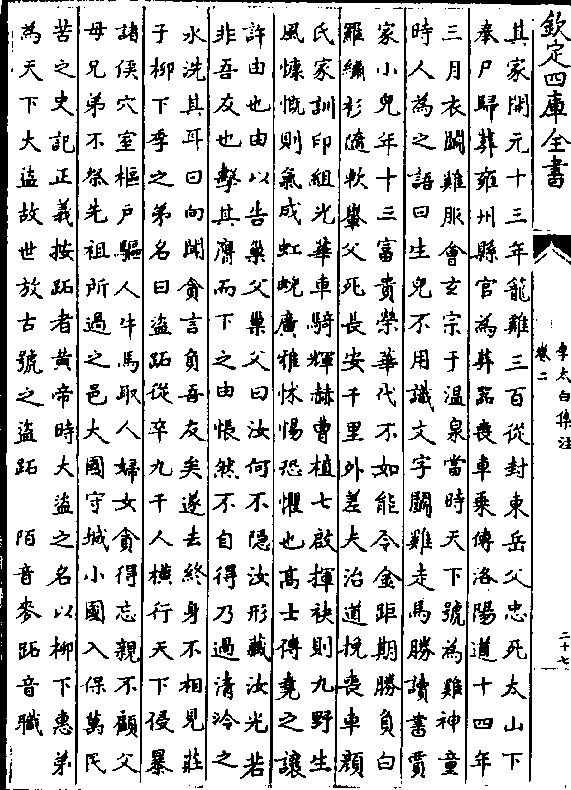 欽定四庫全書
李太白集注
卷二
二十七
其家開元十三年籠雞三百從封東岳父忠死太山下
奉尸歸葬雍州縣官為葬器喪車乘傳洛陽道十四年
三月衣鬭雞服會玄宗于溫泉當時天下號為雞神童
時人為之語曰生兒不用識文字鬭雞走馬勝讀書賈
家小兒年十三富貴榮華代不如能令金距期勝負白
羅繡衫隨軟轝父死長安千里外差夫治道挽喪車顔
氏家訓印組光華車騎輝赫曹植七啟揮袂則九野生
風慷慨則氣成虹蜺廣雅怵惕恐懼也髙士傳堯之讓
許由也由以告巢父巢父曰汝何不隱汝形藏汝光若
非吾友也擊其膺而下之由悵然不自得乃過清泠之
水洗其耳曰向聞貪言負吾友矣遂去終身不相見莊
子柳下季之弟名曰盜跖從卒九千人橫行天下侵暴
諸侯穴室樞戸驅人牛馬取人婦女貪得忘親不顧父
母兄弟不祭先祖所過之邑大國守城小國入保萬民
苦之史記正義按跖者黄帝時大盜之名以柳下惠弟
為天下大盜故世放古號之盜跖 陌音麥跖音職